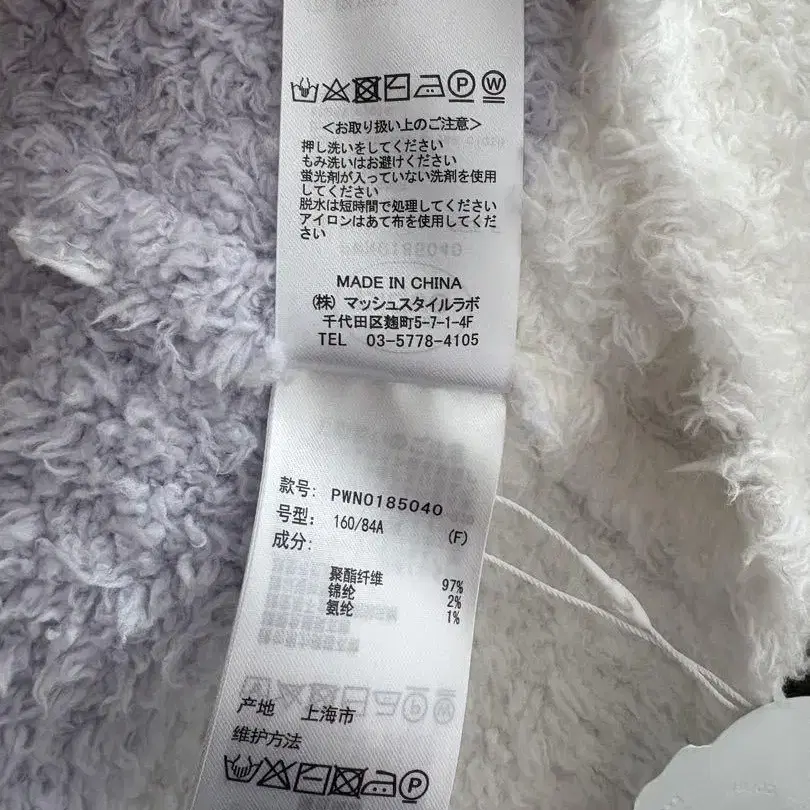 <お取り扱い上のご注意>
押し洗いをしてください
もみ洗いはお避けください
蛍光剤が入っていない洗剤を使用
してください
脱水は短時間で処理してください
アイロンはあて布を使用してくだ
さい
MADE IN CHINA
(株) マッシュスタイルラボ
千代田区麹町5-7-1-4F
TEL 03-5778-4105
款号: PWNO185040
号型: 160/84A (F)
成分:
聚酯纤维 97%
锦纶 2%
氨纶 1%
产地 上海市
维护方法